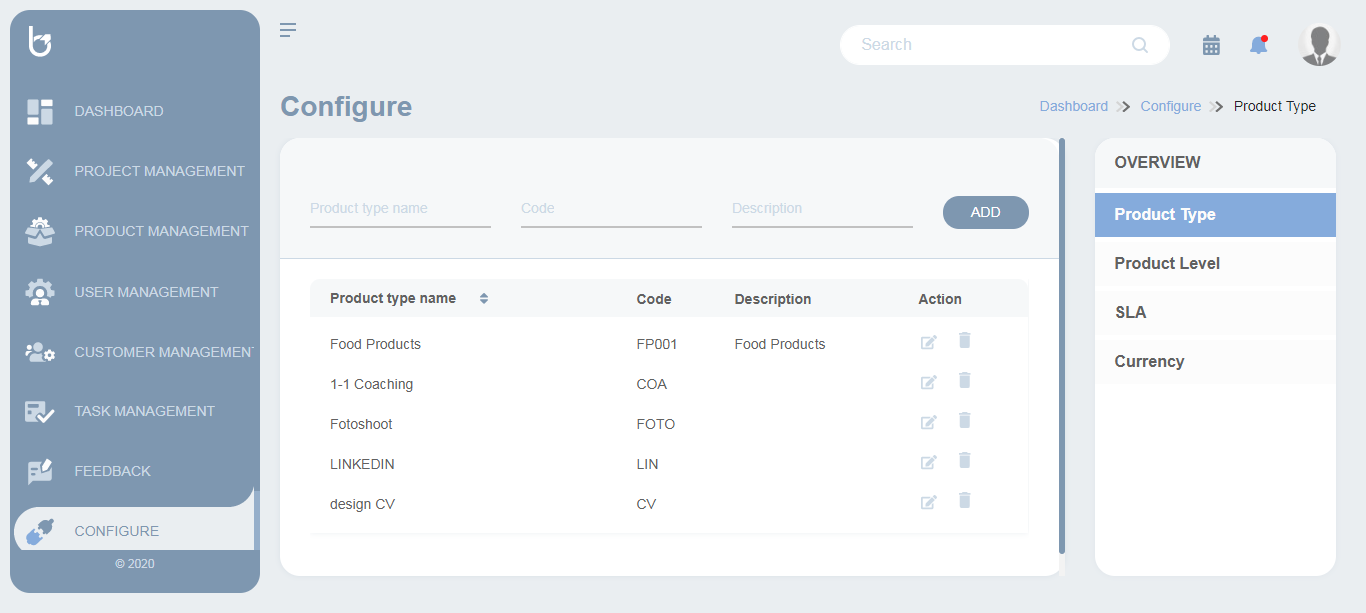 Search
DASHBOARD
PROJECT MANAGEMENT
PRODUCT MANAGEMENT
USER MANAGEMENT
CUSTOMER MANAGEMENT
TASK MANAGEMENT
FEEDBACK
CONFIGURE
© 2020
Configure
Dashboard Configure Product Type
Product type name Code Description ADD
Product type name Code Description Action
Food Products FP001 Food Products
1-1 Coaching COA
Fotoshoot FOTO
LINKEDIN LIN
design CV CV
OVERVIEW
Product Type
Product Level
SLA
Currency